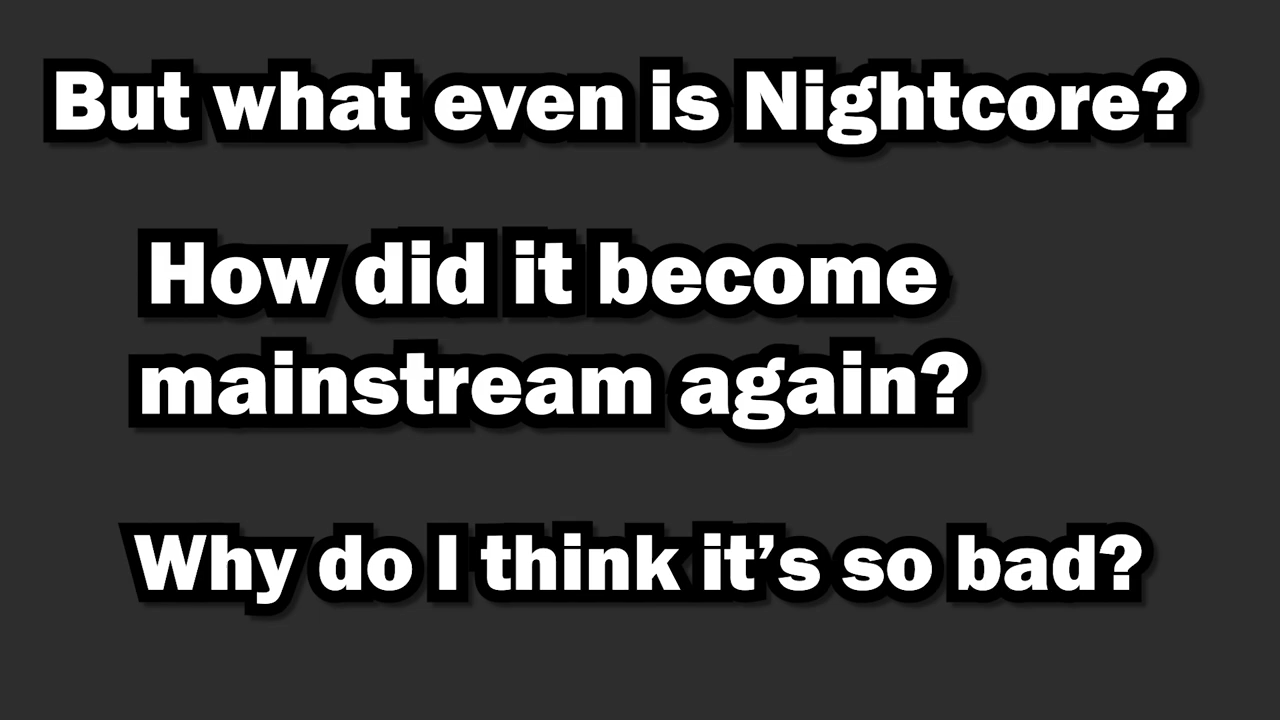 But what even is Nightcore?
How did it become
mainstream again?
Why do I think it’s so bad?